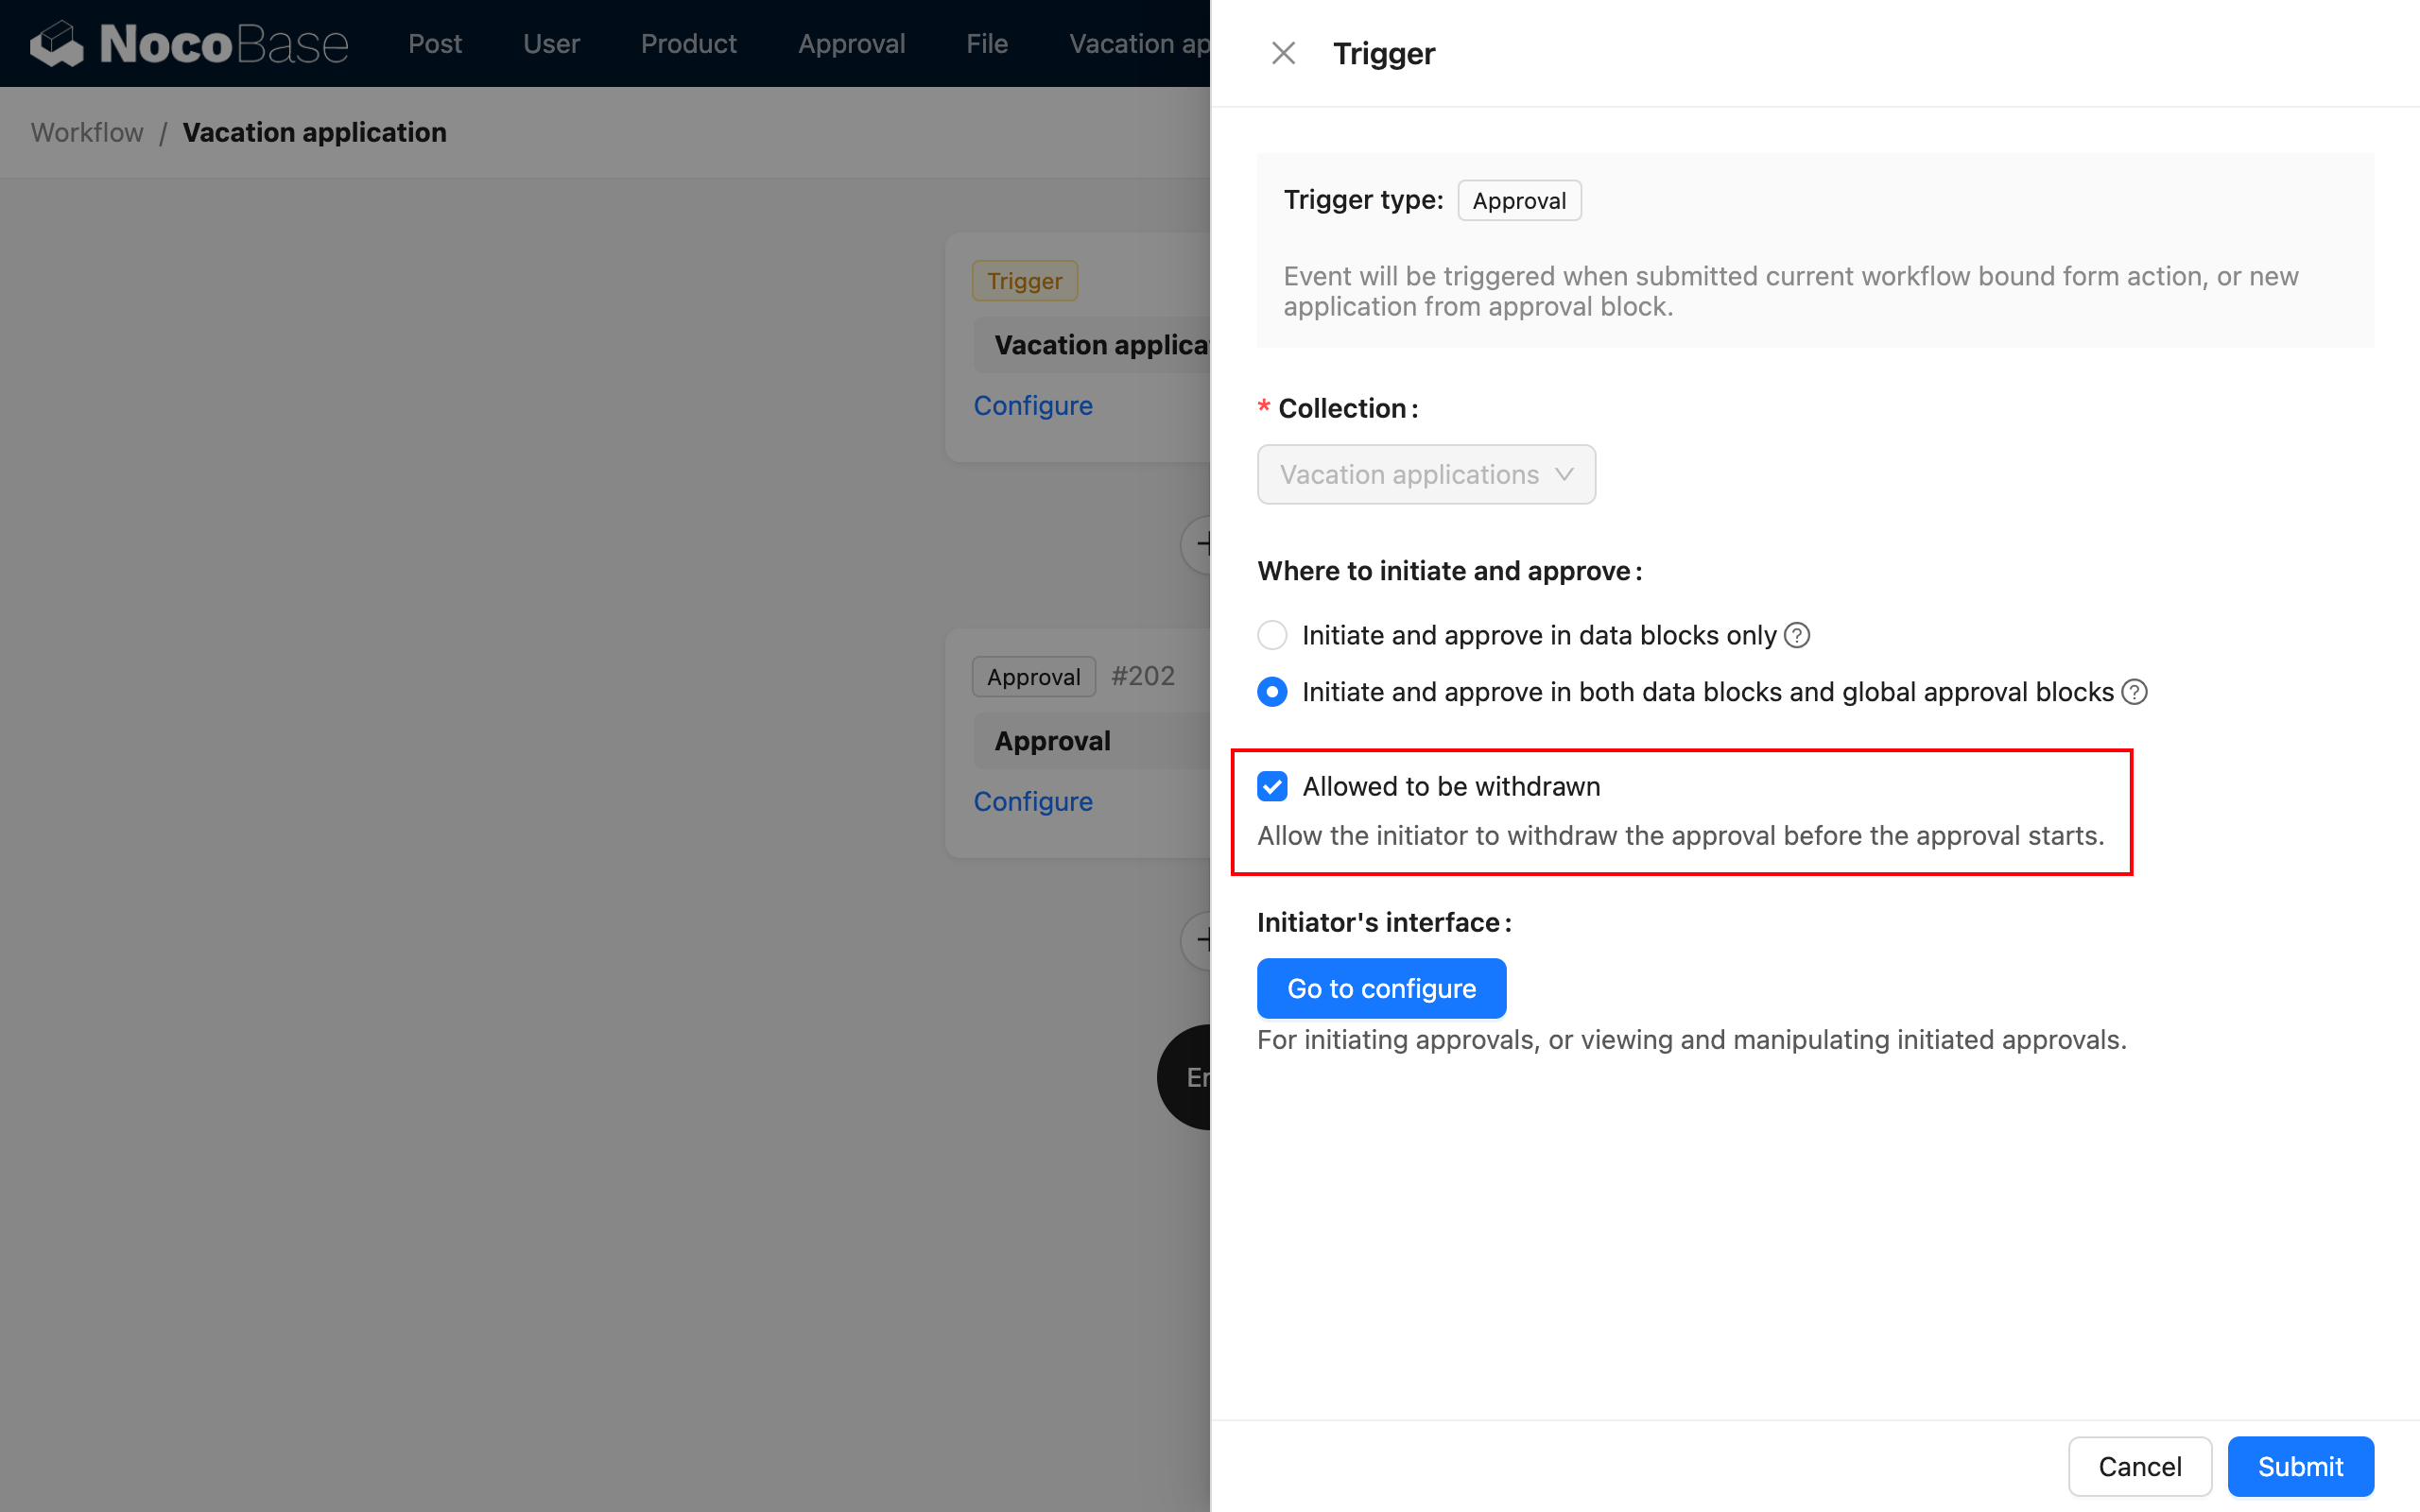 NocoBase Post User Product Approval File Vacation ap
Workflow / Vacation application
Trigger
Vacation applica
Configure
Approval #202
Approval
Configure
En
Trigger
Trigger type: Approval
Event will be triggered when submitted current workflow bound form action, or new
application from approval block.
* Collection:
Vacation applications
Where to initiate and approve:
Initiate and approve in data blocks only
Initiate and approve in both data blocks and global approval blocks
Allowed to be withdrawn
Allow the initiator to withdraw the approval before the approval starts.
Initiator's interface:
Go to configure
For initiating approvals, or viewing and manipulating initiated approvals.
Cancel Submit